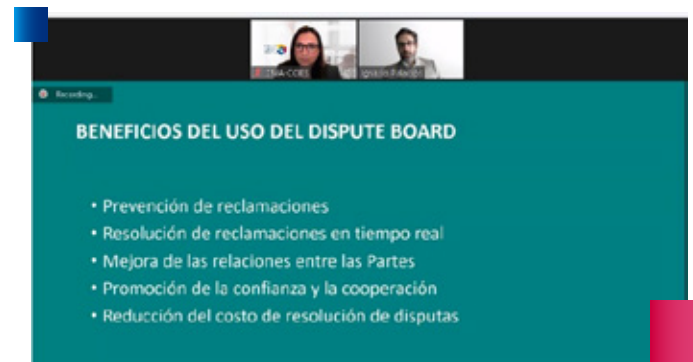 Recording...
BENEFICIOS DEL USO DEL DISPUTE BOARD
• Prevención de reclamaciones
• Resolución de reclamaciones en tiempo real
• Mejora de las relaciones entre las Partes
• Promoción de la confianza y la cooperación
• Reducción del costo de resolución de disputas